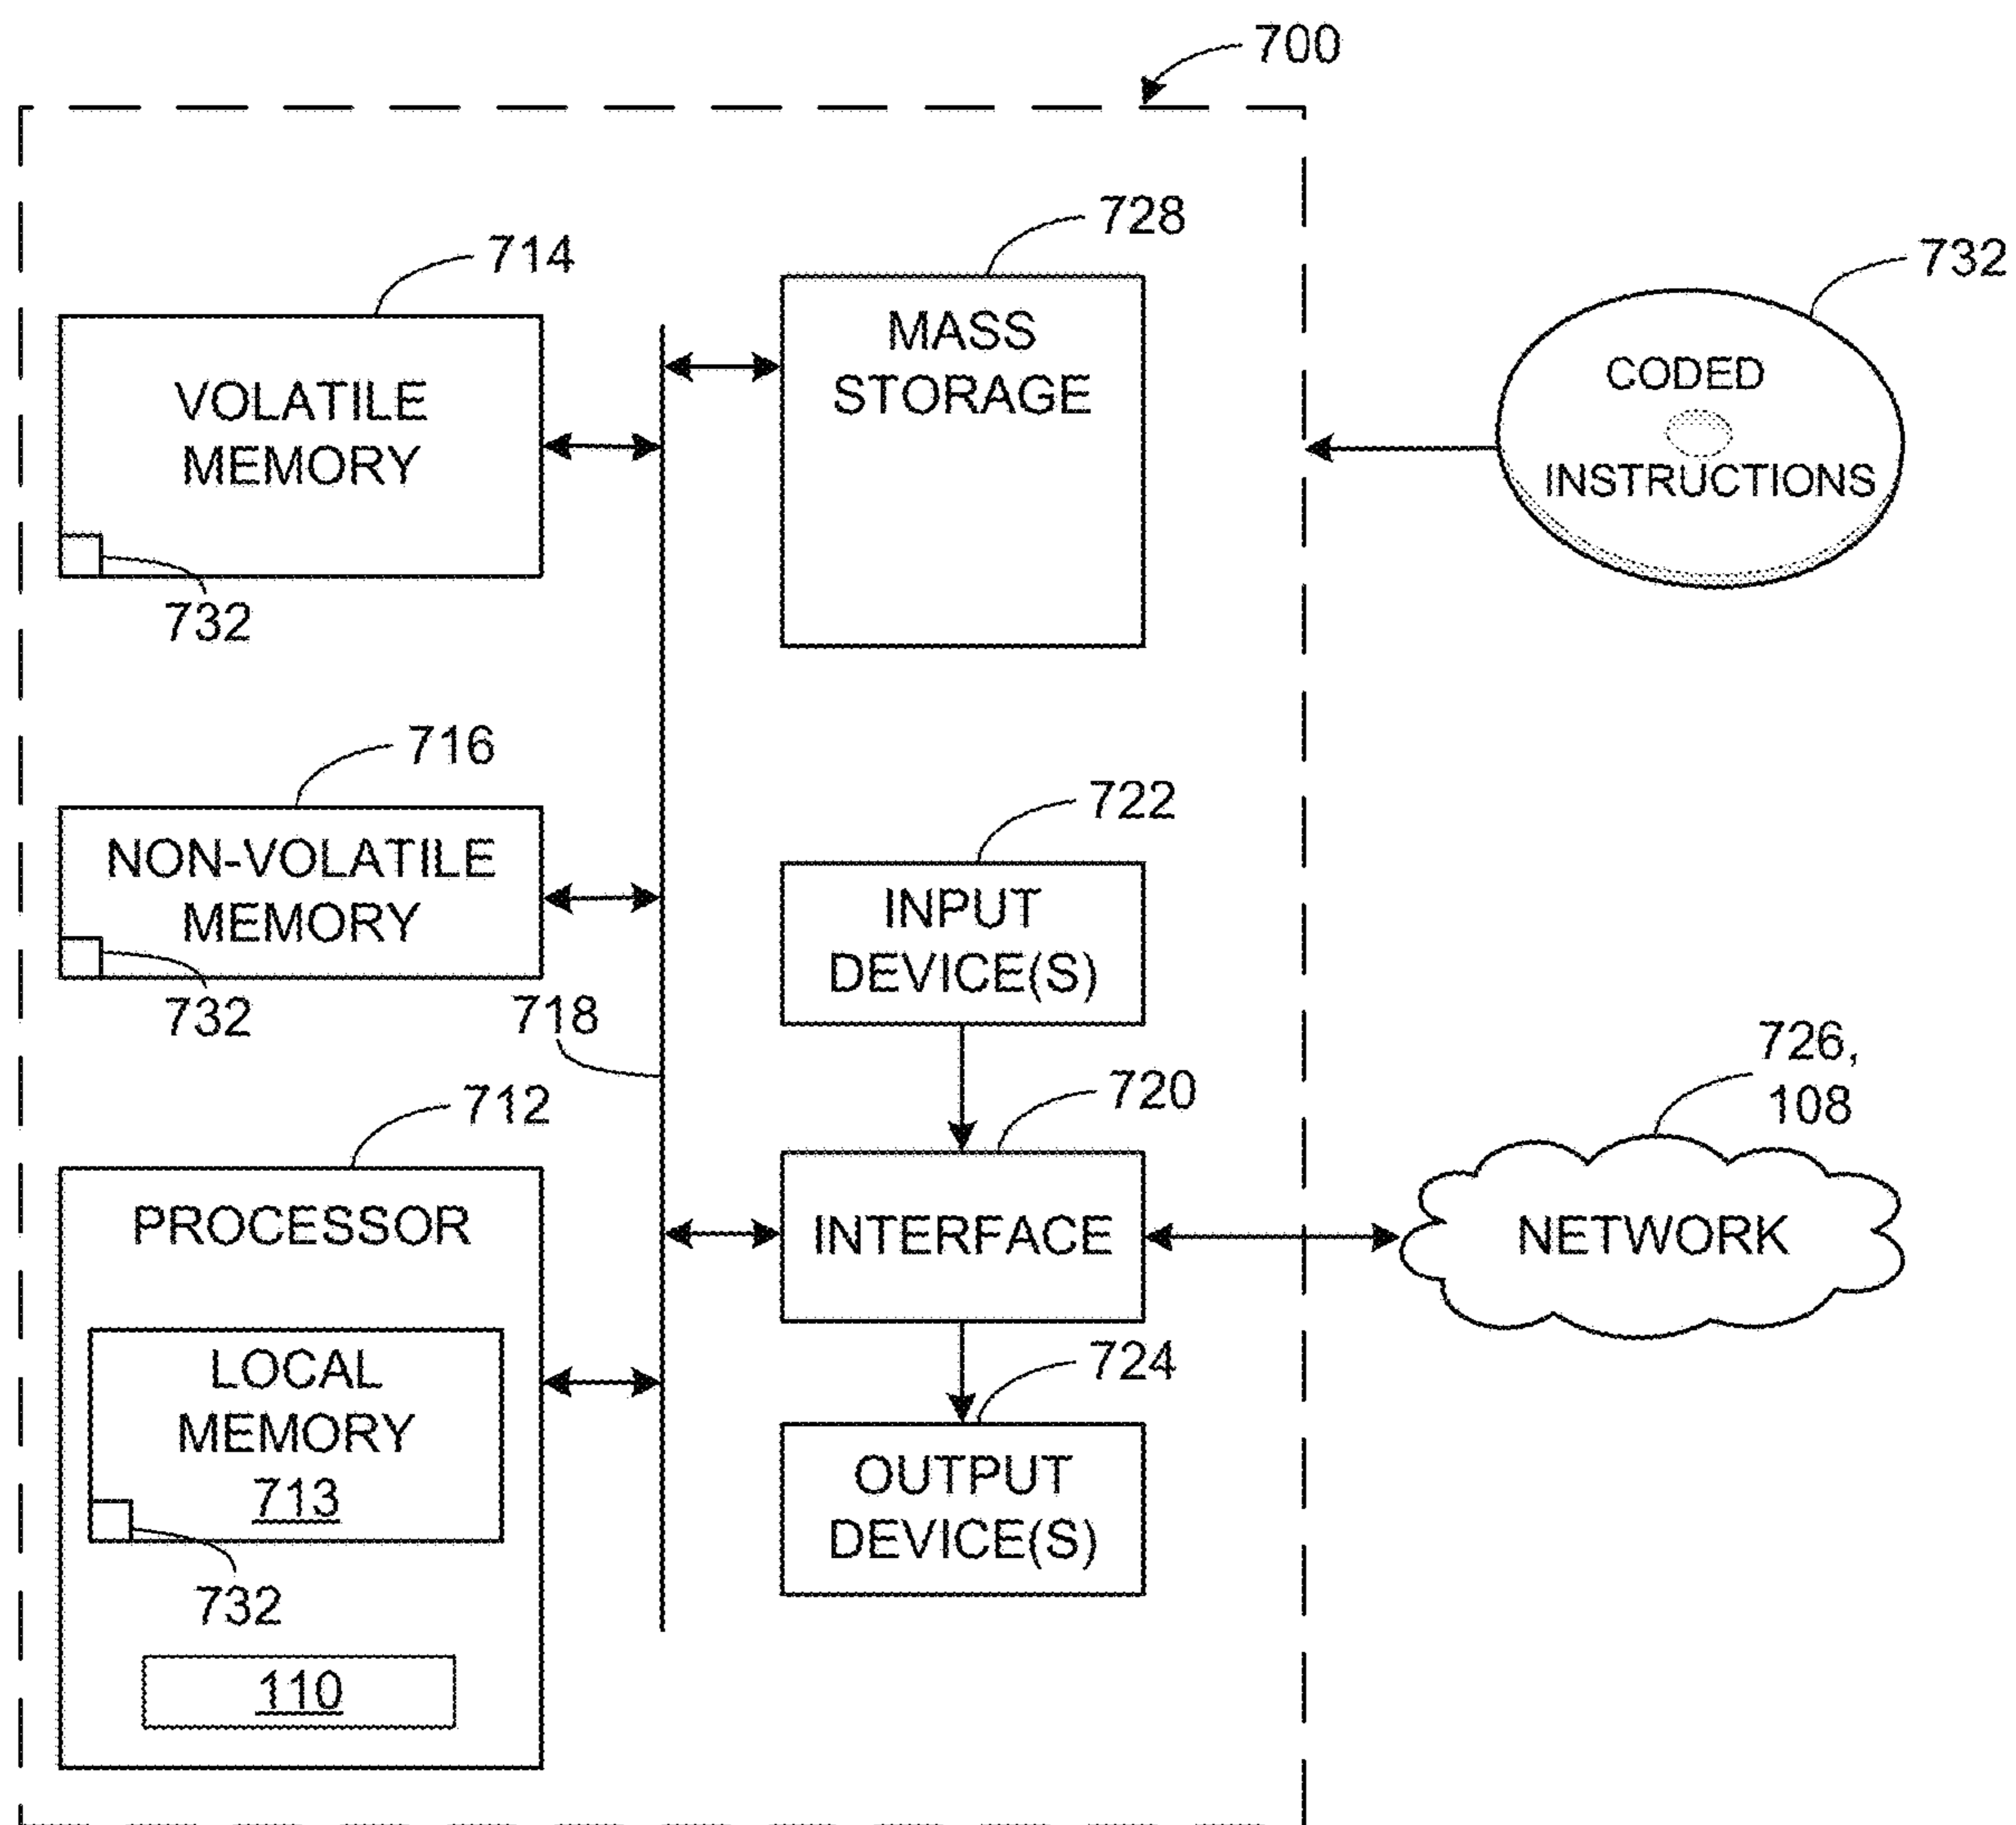 700
728
714
732
MASS
STORAGE
VOLATILE
MEMORY
CODED
INSTRUCTIONS
732
716
722
NON-VOLATILE
MEMORY
INPUT
DEVICE(S)
732
718
726,
108
712
720
PROCESSOR
INTERFACE
NETWORK
LOCAL
MEMORY
713
724
OUTPUT
DEVICE(S)
732
110